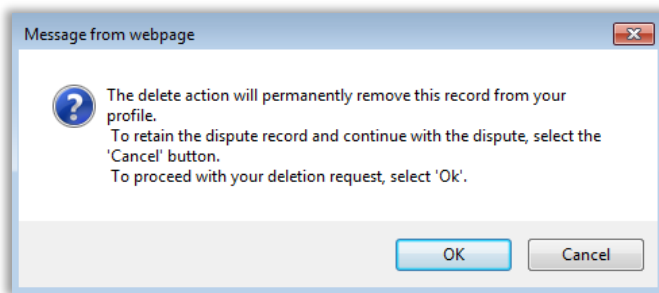 Message from webpage
The delete action will permanently remove this record from your
profile.
To retain the dispute record and continue with the dispute, select the
'Cancel' button.
To proceed with your deletion request, select 'Ok'.
OK
Cancel